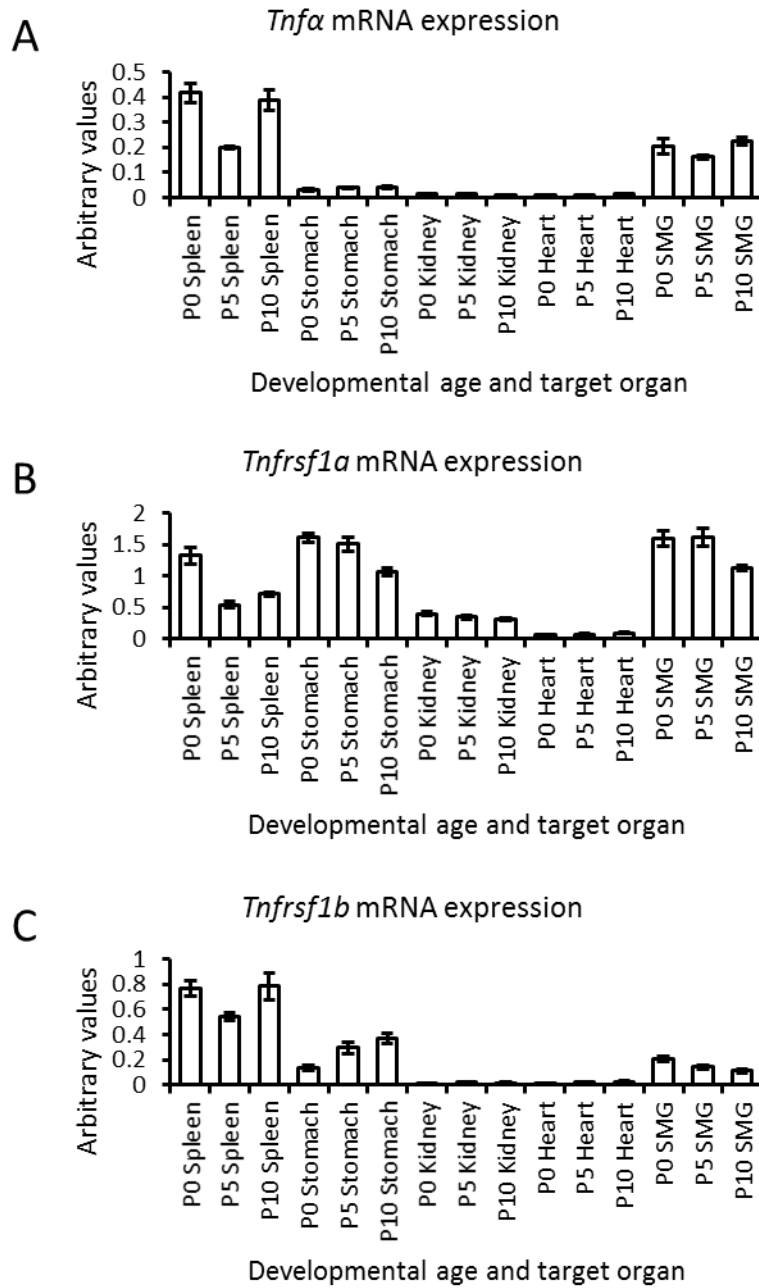 A
Tnfα mRNA expression
Arbitrary values
0.5
0.4
0.3
0.2
0.1
0
P0 Spleen
P5 Spleen
P10 Spleen
P0 Stomach
P5 Stomach
P10 Stomach
P0 Kidney
P5 Kidney
P10 Kidney
P0 Heart
P5 Heart
P10 Heart
P0 SMG
P5 SMG
P10 SMG
Developmental age and target organ
B
Tnfrsf1a mRNA expression
Arbitrary values
2
1.5
1
0.5
0
P0 Spleen
P5 Spleen
P10 Spleen
P0 Stomach
P5 Stomach
P10 Stomach
P0 Kidney
P5 Kidney
P10 Kidney
P0 Heart
P5 Heart
P10 Heart
P0 SMG
P5 SMG
P10 SMG
Developmental age and target organ
C
Tnfrsf1b mRNA expression
Arbitrary values
1
0.8
0.6
0.4
0.2
0
P0 Spleen
P5 Spleen
P10 Spleen
P0 Stomach
P5 Stomach
P10 Stomach
P0 Kidney
P5 Kidney
P10 Kidney
P0 Heart
P5 Heart
P10 Heart
P0 SMG
P5 SMG
P10 SMG
Developmental age and target organ